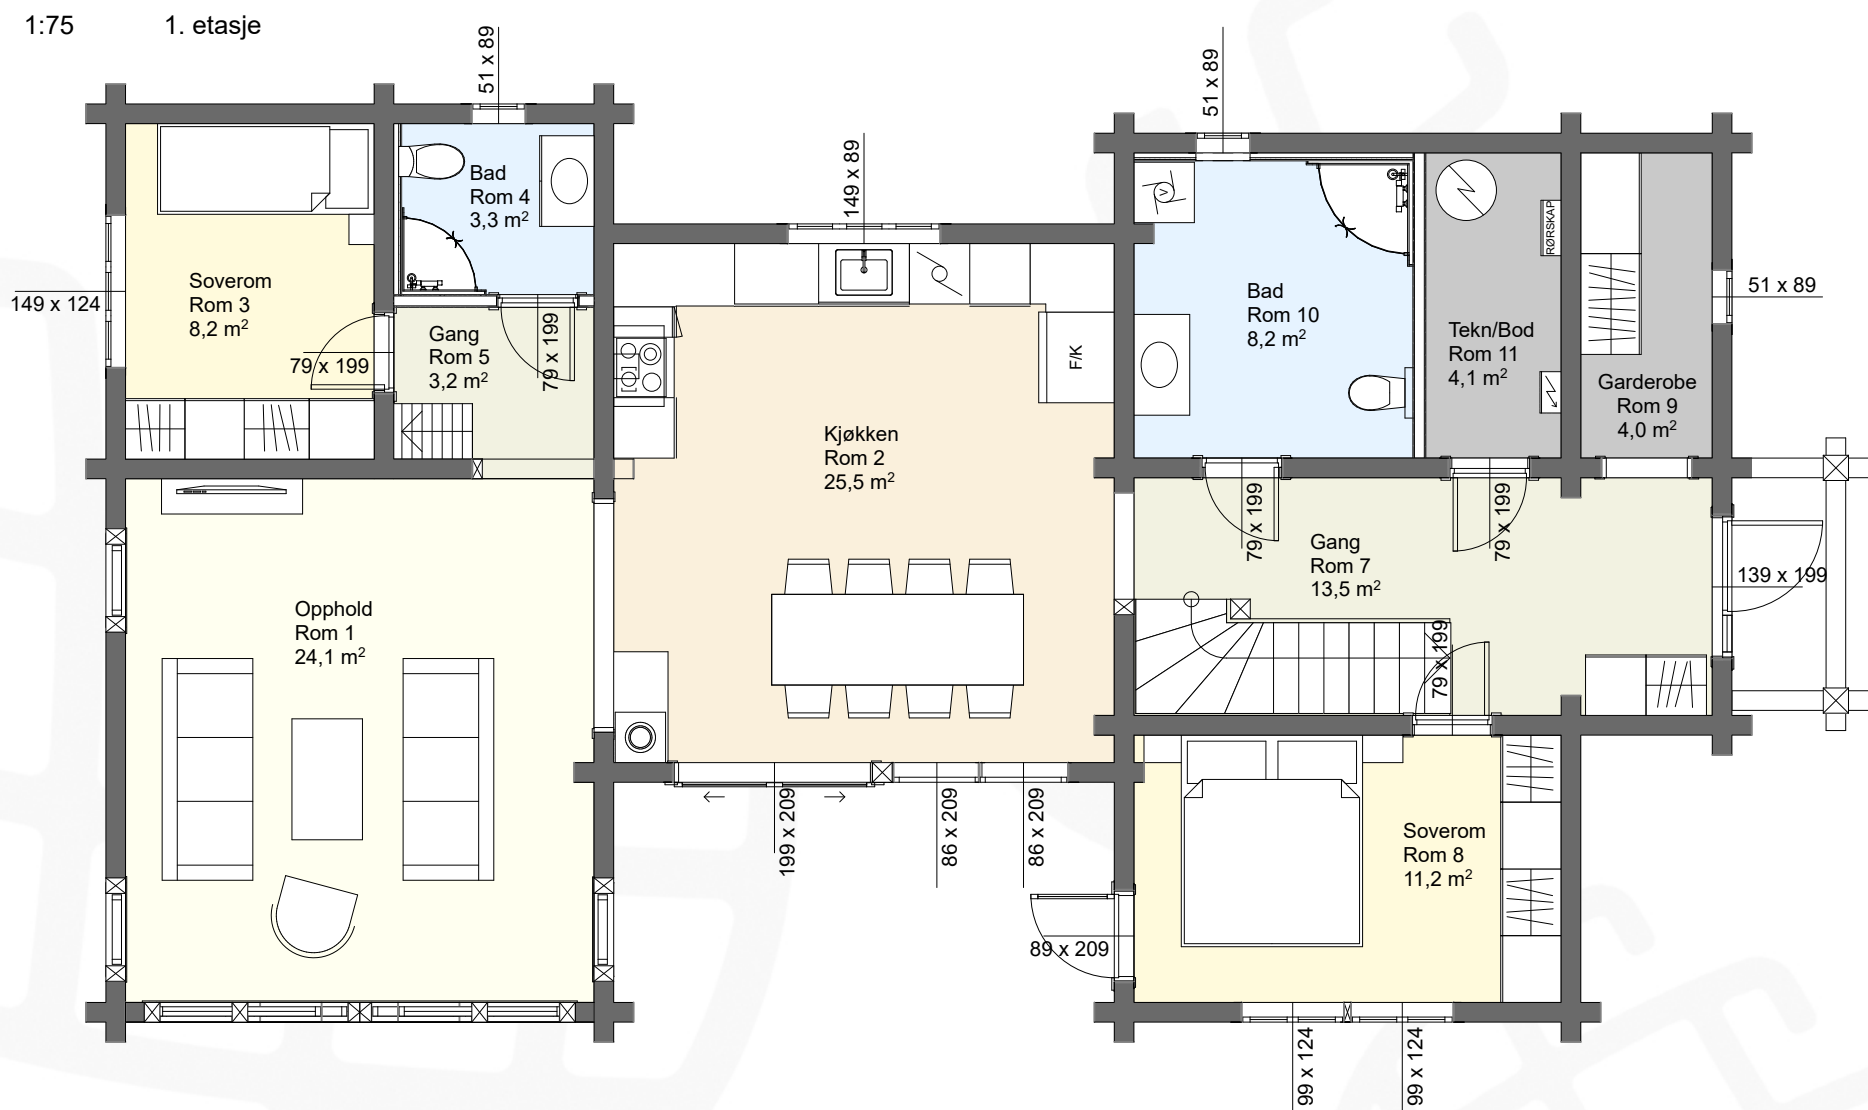 1:75
1. etasje
51 x 89
51 x 89
149 x 89
Bad
Rom 4
3,3 m²
Soverom
Rom 3
8,2 m²
149 x 124
79 x 199
Gang
Rom 5
3,2 m²
79 x 199
F/K
Kjøkken
Rom 2
25,5 m²
V
Bad
Rom 10
8,2 m²
RØRSKAP
Tekn/Bod
Rom 11
4,1 m²
Garderobe
Rom 9
4,0 m²
51 x 89
79 x 199
79 x 199
Gang
Rom 7
13,5 m²
139 x 199
79 x 199
Opphold
Rom 1
24,1 m²
199 x 209
86 x 209
86 x 209
Soverom
Rom 8
11,2 m²
89 x 209
99 x 124
99 x 124